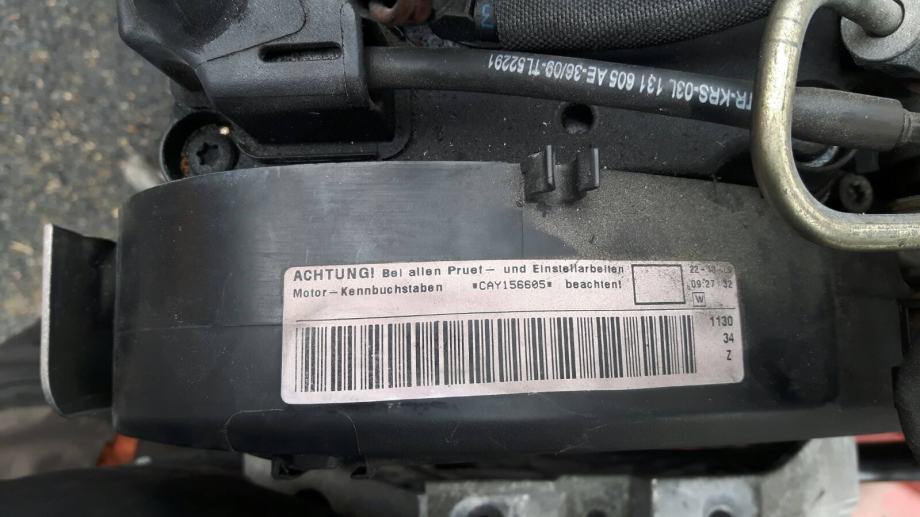 TR-KRS-03L 131 605 AE-36/09-TL52291
ACHTUNG! Bei allen Pruef- und Einstellarbeiten
Motor-Kennbuchstaben *CAY156605* beachten!
09:27:32
W
1130
34
Z